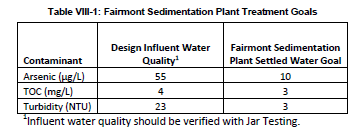 Table VIII-1: Fairmont Sedimentation Plant Treatment Goals
Contaminant Design Influent Water Quality1 Fairmont Sedimentation Plant Settled Water Goal
Arsenic (µg/L) 55 10
TOC (mg/L) 4 3
Turbidity (NTU) 23 3
1Influent water quality should be verified with Jar Testing.